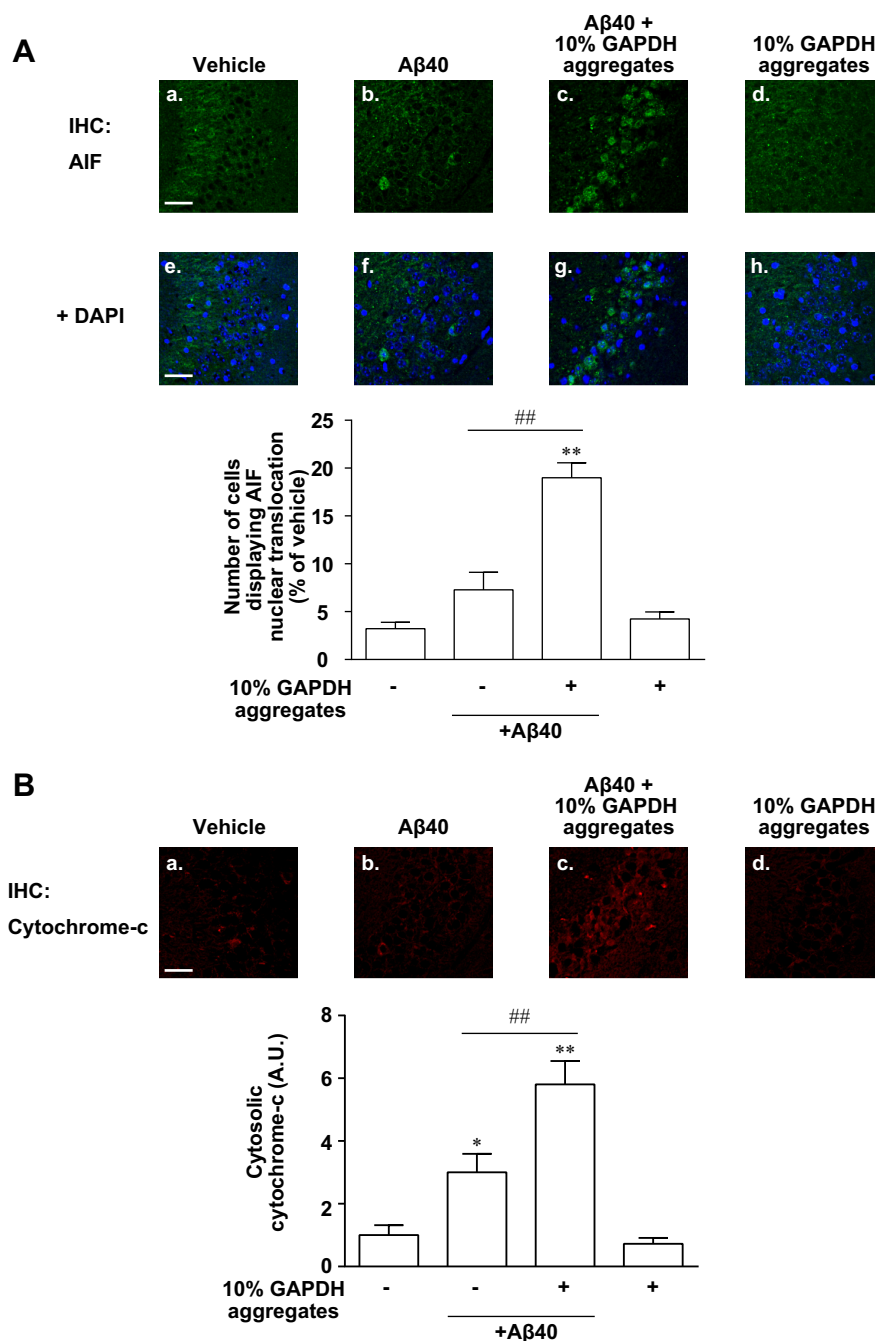 A
Vehicle
Aβ40
Aβ40 +
10% GAPDH
aggregates
10% GAPDH
aggregates
IHC:
AIF
a.
b.
c.
d.
+ DAPI
e.
f.
g.
h.
Number of cells
displaying AIF
nuclear translocation
(% of vehicle)
25
20
15
10
5
0
##
**
10% GAPDH
aggregates
- - + +
+Aβ40
B
Vehicle
Aβ40
Aβ40 +
10% GAPDH
aggregates
10% GAPDH
aggregates
IHC:
Cytochrome-c
a.
b.
c.
d.
Cytosolic
cytochrome-c (A.U.)
8
6
4
2
0
##
*
**
10% GAPDH
aggregates
- - + +
+Aβ40